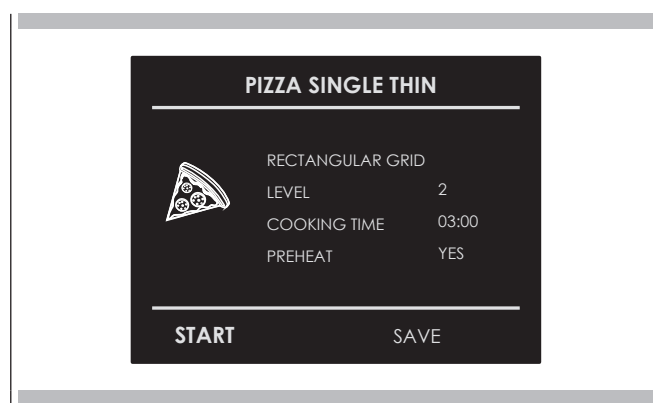 PIZZA SINGLE THIN
RECTANGULAR GRID
LEVEL 2
COOKING TIME 03:00
PREHEAT YES
START SAVE